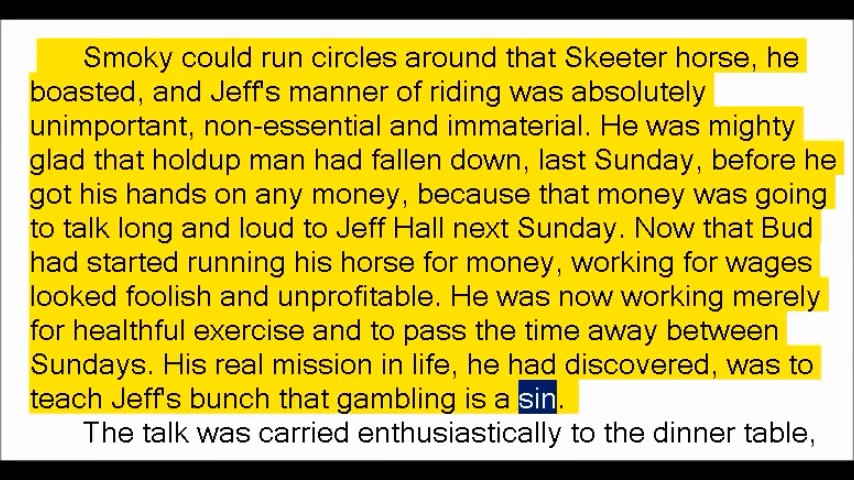 Smoky could run circles around that Skeeter horse, he
boasted, and Jeff's manner of riding was absolutely
unimportant, non-essential and immaterial. He was mighty
glad that holdup man had fallen down, last Sunday, before he
got his hands on any money, because that money was going
to talk long and loud to Jeff Hall next Sunday. Now that Bud
had started running his horse for money, working for wages
looked foolish and unprofitable. He was now working merely
for healthful exercise and to pass the time away between
Sundays. His real mission in life, he had discovered, was to
teach Jeff's bunch that gambling is a sin.
The talk was carried enthusiastically to the dinner table,